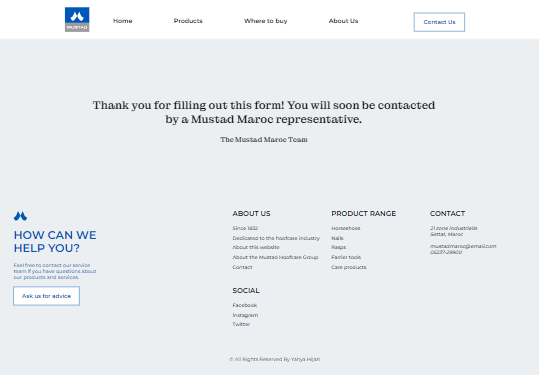 MUSTAD
Home
Products
Where to buy
About Us
Contact Us
Thank you for filling out this form! You will soon be contacted
by a Mustad Maroc representative.
The Mustad Maroc Team
HOW CAN WE
HELP YOU?
Feel free to contact our service
team if you have questions about
our products and services.
Ask us for advice
ABOUT US
Since 1832
Dedicated to the hoofcare industry
About this website
About the Mustad Hoofcare Group
Contact
PRODUCT RANGE
Horseshoes
Nails
Rasps
Farrier tools
Care products
CONTACT
21 zone industrielle
Settat, Maroc
mustadmaroc@email.com
05237-29900
SOCIAL
Facebook
Instagram
Twitter
© All Rights Reserved By Yahya Hijazi